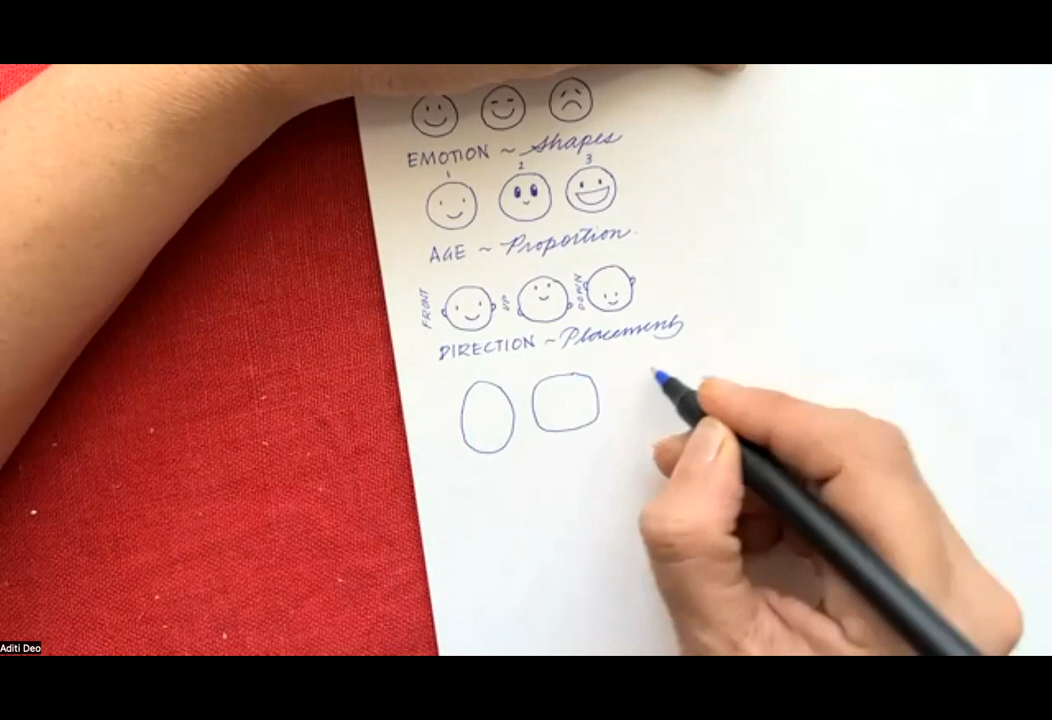 EMOTION ~ Shapes
1 2 3
AGE ~ Proportion.
FRONT UP DOWN
DIRECTION ~ Placement
Aditi Deo